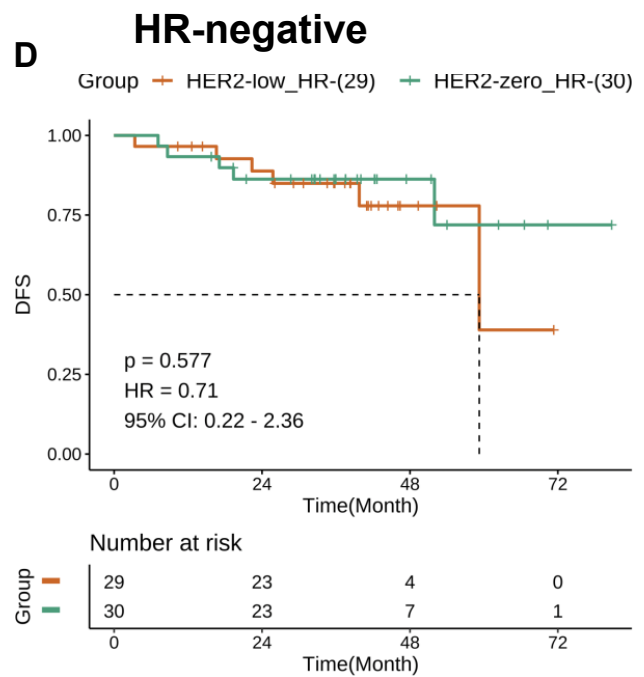 HR-negative
D
Group HER2-low_HR-(29) HER2-zero_HR-(30)
1.00
0.75
0.50
0.25
0.00
DFS
p = 0.577
HR = 0.71
95% CI: 0.22 - 2.36
0 24 48 72
Time(Month)
Number at risk
Group
29 23 4 0
30 23 7 1
0 24 48 72
Time(Month)